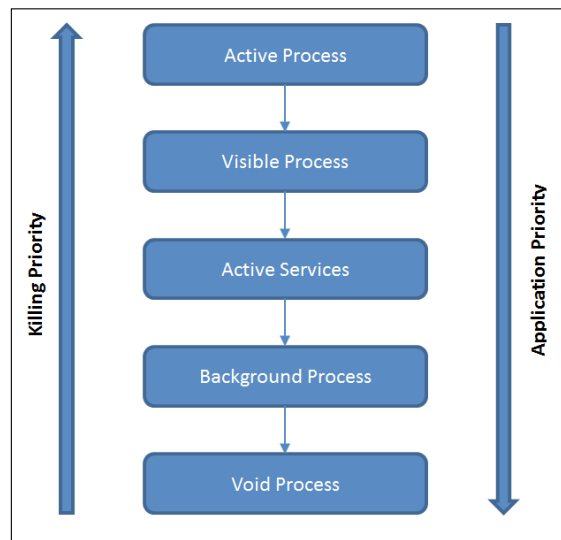 Active Process
Visible Process
Active Services
Background Process
Void Process
Killing Priority
Application Priority